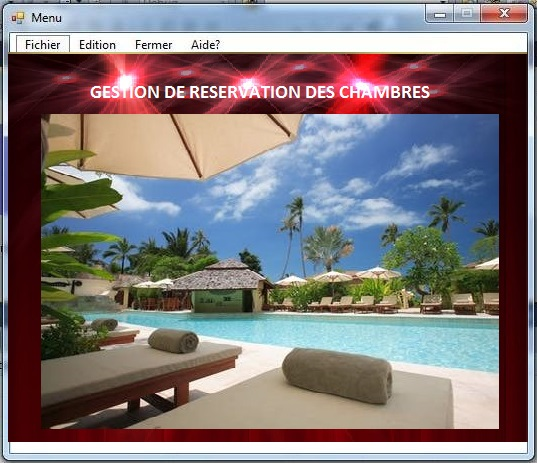 Menu
Fichier Edition Fermer Aide?
GESTION DE RESERVATION DES CHAMBRES